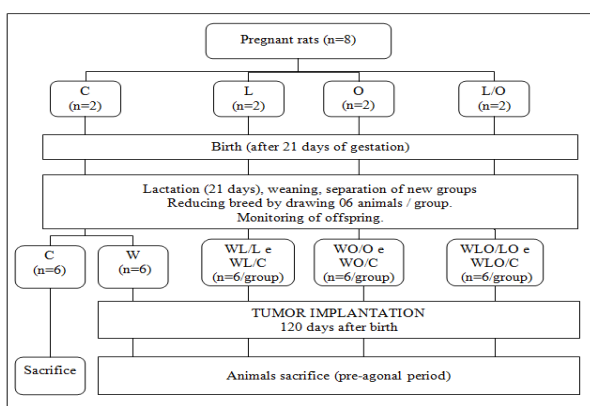 Pregnant rats (n=8)
C
(n=2)
L
(n=2)
O
(n=2)
L/O
(n=2)
Birth (after 21 days of gestation)
Lactation (21 days), weaning, separation of new groups
Reducing breed by drawing 06 animals / group.
Monitoring of offspring.
C
(n=6)
W
(n=6)
WL/L e
WL/C
(n=6/group)
WO/O e
WO/C
(n=6/group)
WLO/LO e
WLO/C
(n=6/group)
TUMOR IMPLANTATION
120 days after birth
Sacrifice
Animals sacrifice (pre-agonal period)